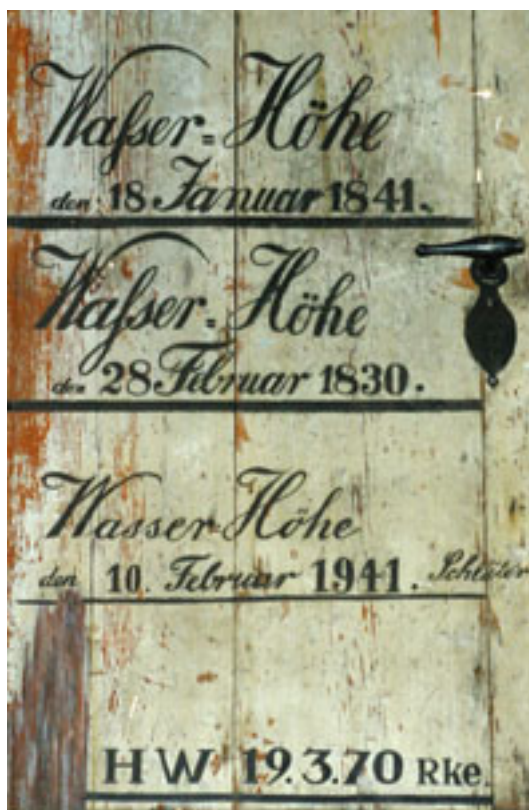 Waſser=Höhe
den 18 Januar 1841.
Waſser=Höhe
den 28 Februar 1830.
Wasser-Höhe
den 10. Februar 1941. Schlüter
HW 19.3.70 Rke.